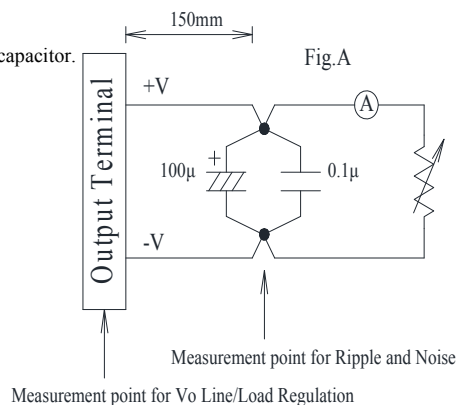 150mm
capacitor.
Fig.A
Output Terminal
+V
A
+
100μ
0.1μ
-V
Measurement point for Ripple and Noise
Measurement point for Vo Line/Load Regulation